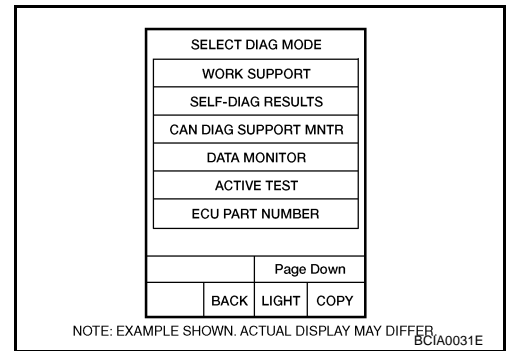 SELECT DIAG MODE
WORK SUPPORT
SELF-DIAG RESULTS
CAN DIAG SUPPORT MNTR
DATA MONITOR
ACTIVE TEST
ECU PART NUMBER
Page Down
BACK LIGHT COPY
NOTE: EXAMPLE SHOWN. ACTUAL DISPLAY MAY DIFFER.
BCIA0031E